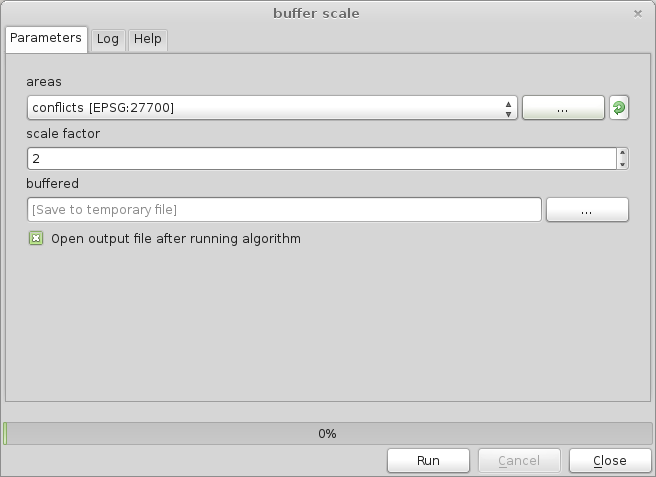 buffer scale
Parameters Log Help
areas
conflicts [EPSG:27700] ...
scale factor
2
buffered
[Save to temporary file] ...
Open output file after running algorithm
0%
Run Cancel Close